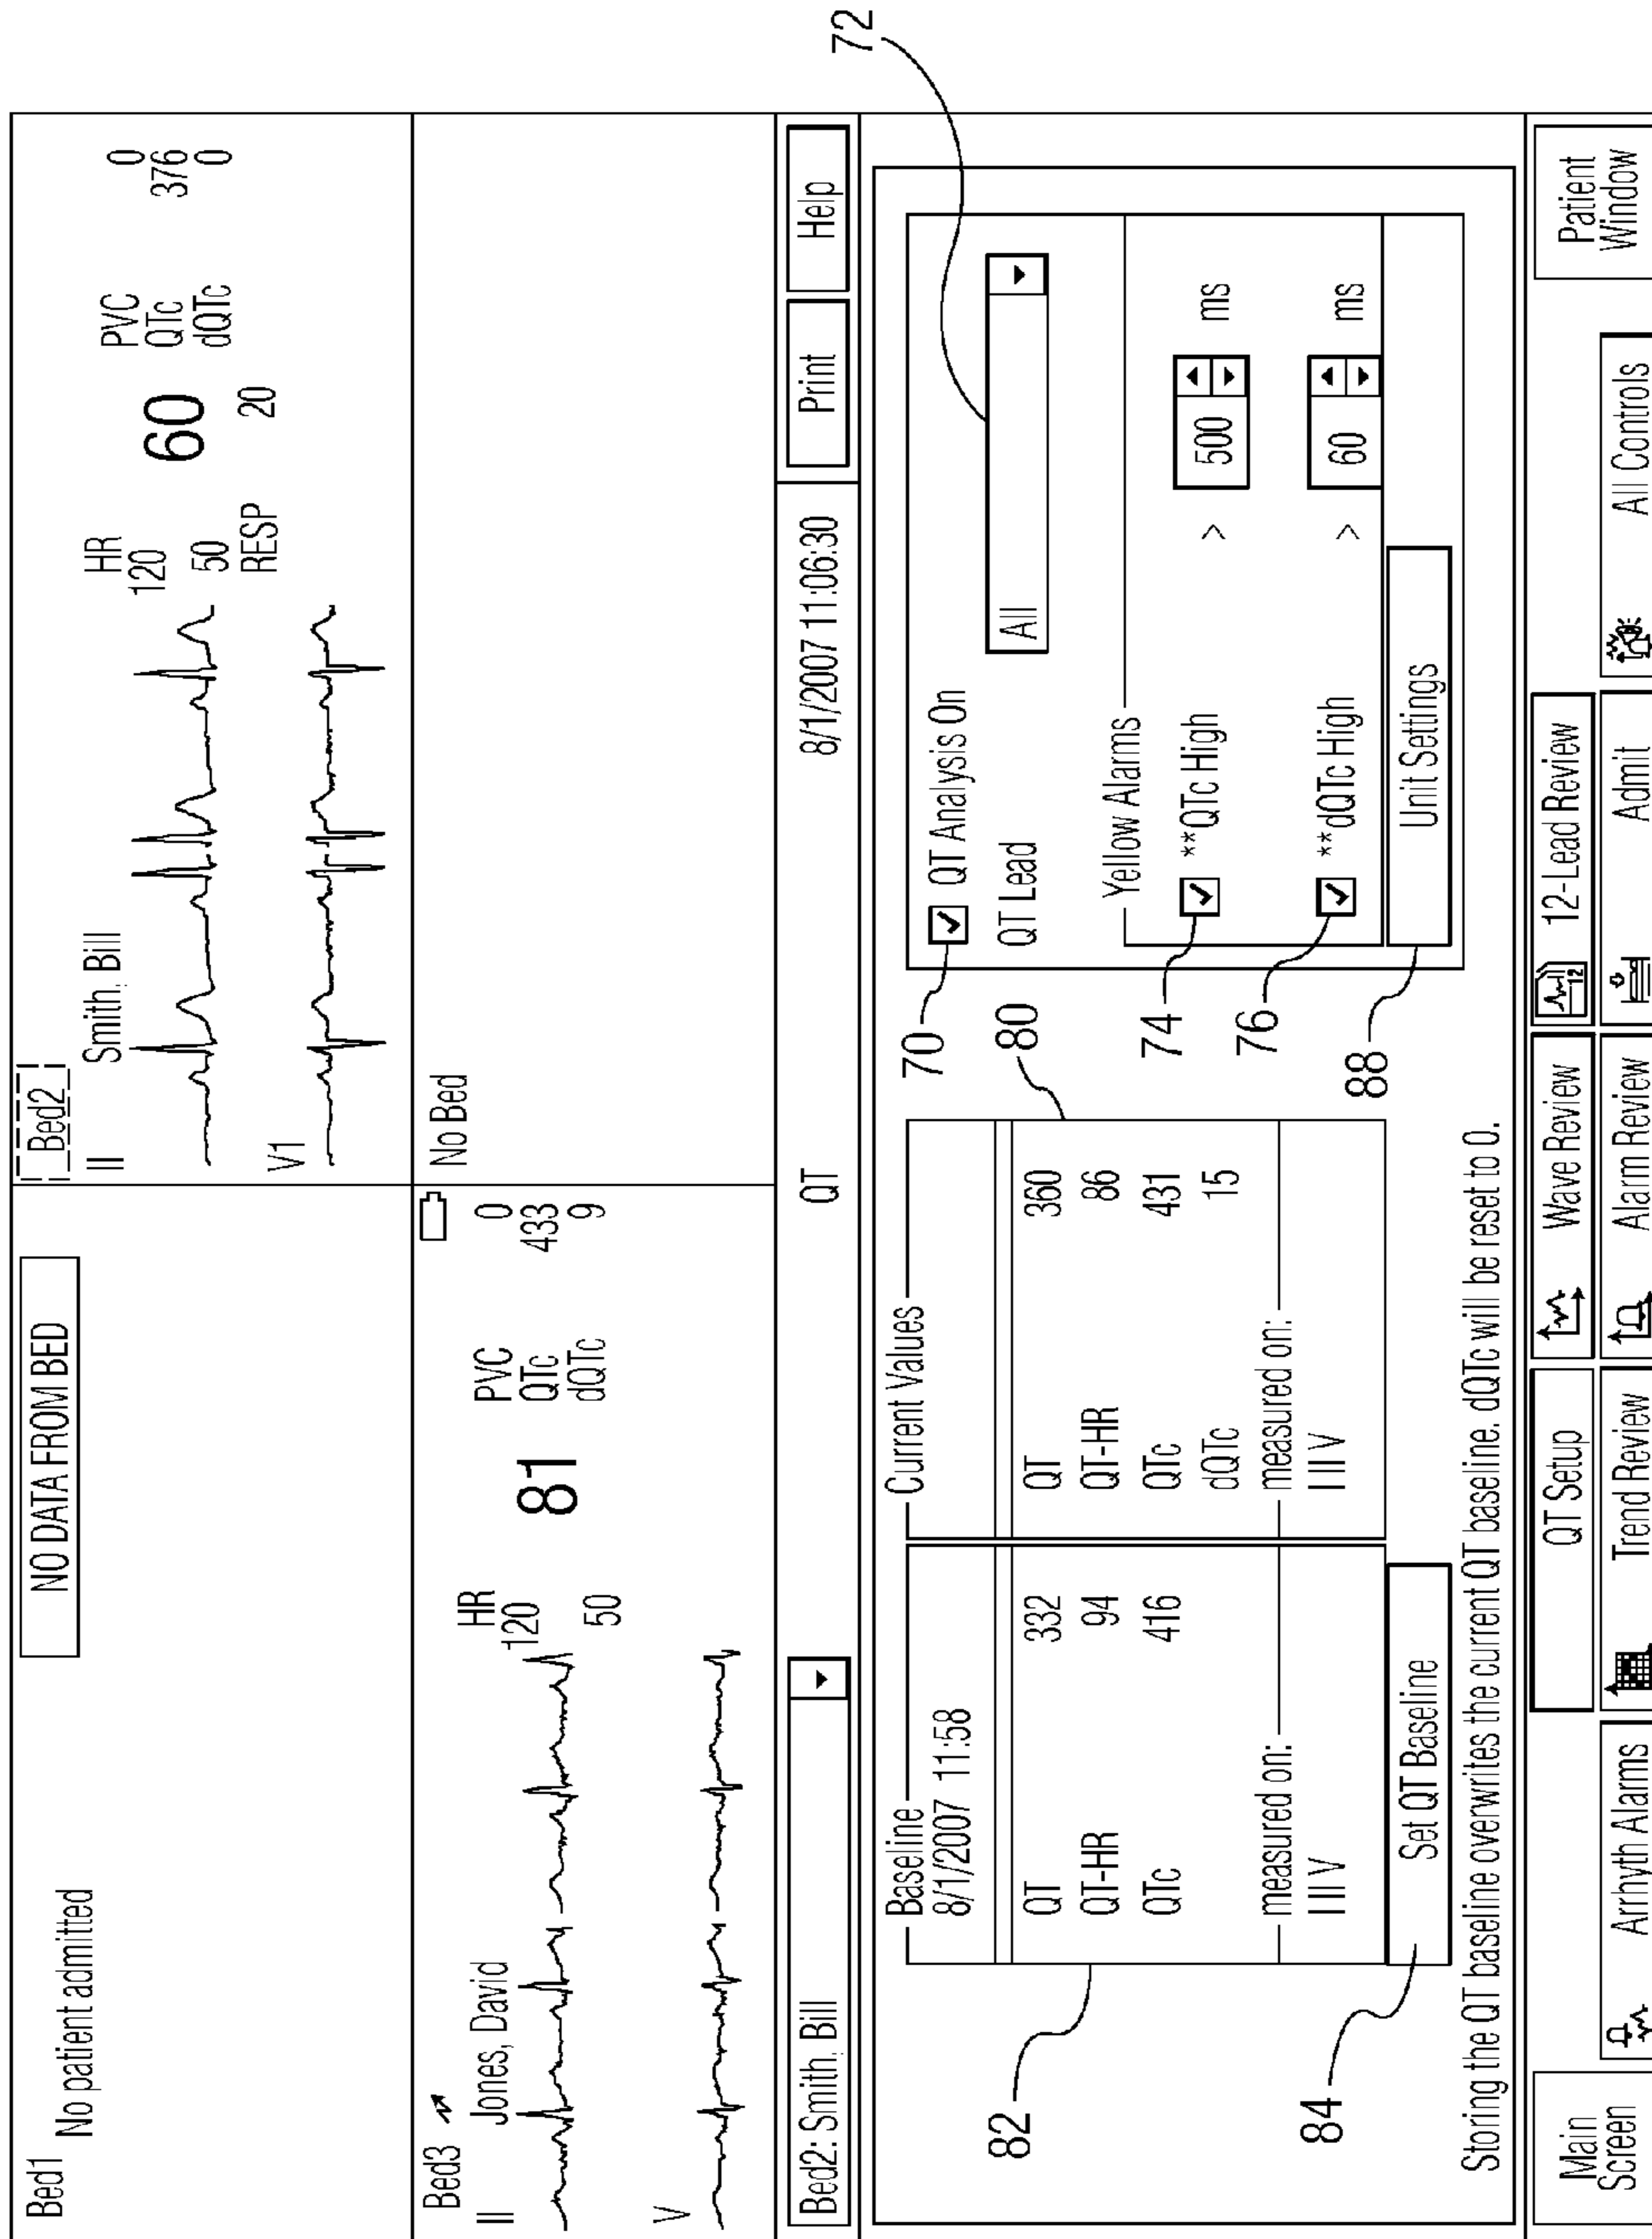 Bed1
No patient admitted
NO DATA FROM BED
Bed2
II Smith, Bill
HR
120
50
RESP
60
20
PVC 0
QTc 376
dQTc 0
V1
Bed3
II Jones, David
HR
120
50
81
PVC 0
QTc 433
dQTc 9
V
No Bed
Bed2: Smith, Bill QT 8/1/2007 11:06:30 Print Help
Baseline
8/1/2007 11:58
QT 332
QT-HR 94
QTc 416
measured on:
I II V
Set QT Baseline
Current Values
QT 360
QT-HR 86
QTc 431
dQTc 15
measured on:
I II V
QT Analysis On
QT Lead All
Yellow Alarms
**QTc High > 500 ms
**dQTc High > 60 ms
Unit Settings
Storing the QT baseline overwrites the current QT baseline. dQTc will be reset to 0.
Main
Screen
QT Setup
Wave Review
12
12-Lead Review
Patient
Window
Arrhyth Alarms
Trend Review
Alarm Review
Admit
All Controls
70
72
74
76
80
82
84
88